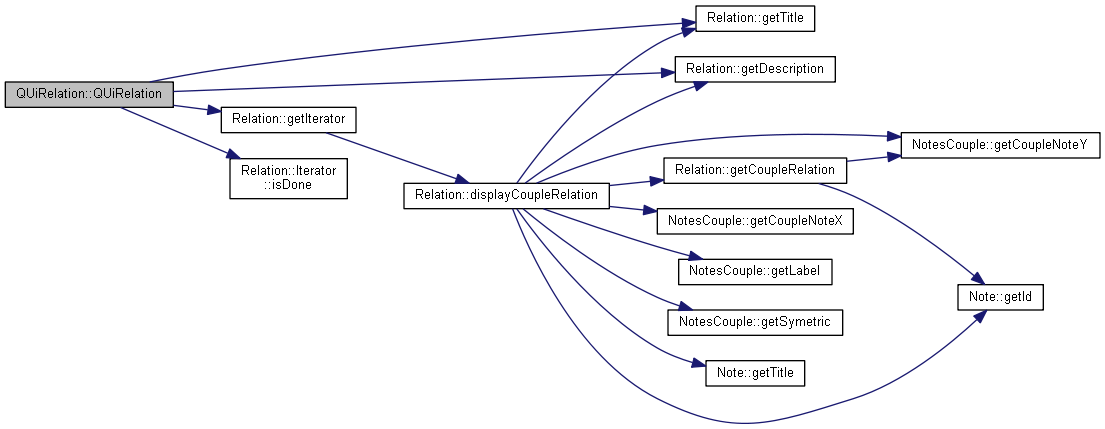 Relation::getTitle
Relation::getDescription
QUiRelation::QUiRelation
Relation::getIterator
NotesCouple::getCoupleNoteY
Relation::getCoupleRelation
Relation::Iterator
::isDone
Relation::displayCoupleRelation
NotesCouple::getCoupleNoteX
NotesCouple::getLabel
Note::getId
NotesCouple::getSymetric
Note::getTitle